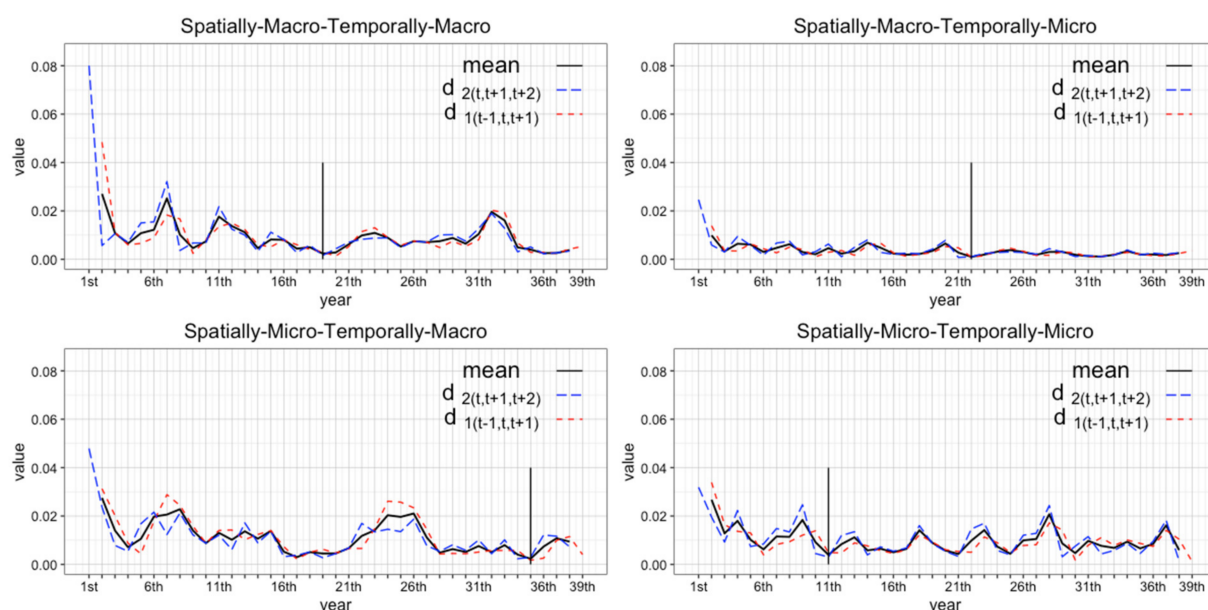 Spatially-Macro-Temporally-Macro
0.08
0.06
0.04
0.02
0.00
value
mean
d 2(t,t+1,t+2)
d 1(t-1,t,t+1)
1st 6th 11th 16th 21th 26th 31th 36th 39th
year
Spatially-Macro-Temporally-Micro
0.08
0.06
0.04
0.02
0.00
value
mean
d 2(t,t+1,t+2)
d 1(t-1,t,t+1)
1st 6th 11th 16th 21th 26th 31th 36th 39th
year
Spatially-Micro-Temporally-Macro
0.08
0.06
0.04
0.02
0.00
value
mean
d 2(t,t+1,t+2)
d 1(t-1,t,t+1)
1st 6th 11th 16th 21th 26th 31th 36th 39th
year
Spatially-Micro-Temporally-Micro
0.08
0.06
0.04
0.02
0.00
value
mean
d 2(t,t+1,t+2)
d 1(t-1,t,t+1)
1st 6th 11th 16th 21th 26th 31th 36th 39th
year